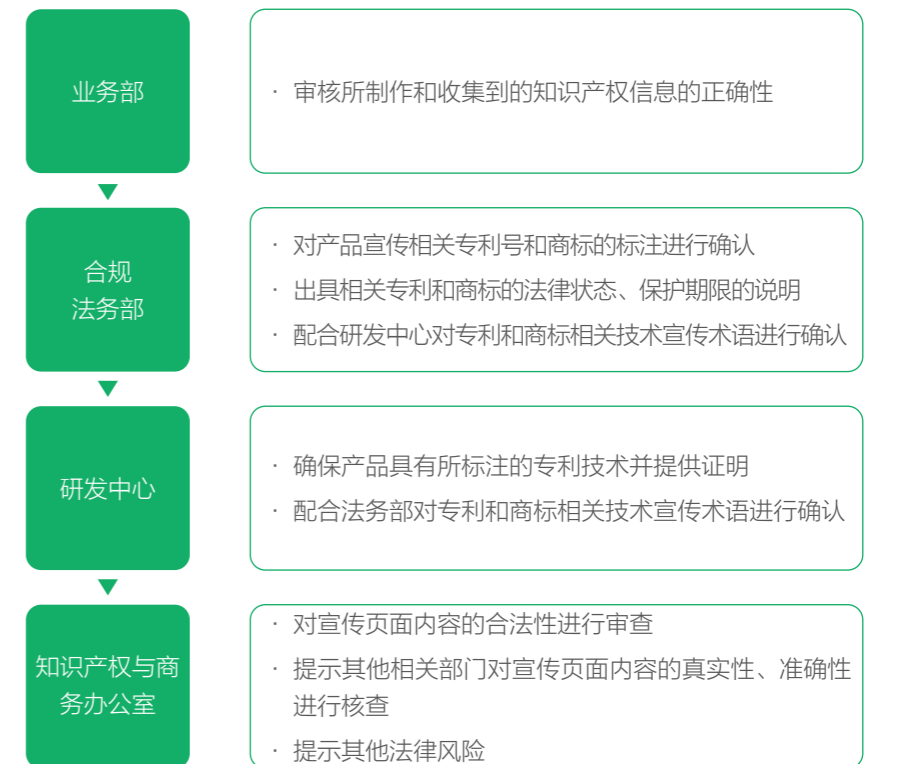 业务部
· 审核所制作和收集到的知识产权信息的正确性
合规
法务部
· 对产品宣传相关专利号和商标的标注进行确认
· 出具相关专利和商标的法律状态、保护期限的说明
· 配合研发中心对专利和商标相关技术宣传术语进行确认
研发中心
· 确保产品具有所标注的专利技术并提供证明
· 配合法务部对专利和商标相关技术宣传术语进行确认
知识产权与商
务办公室
· 对宣传页面内容的合法性进行审查
· 提示其他相关部门对宣传页面内容的真实性、准确性
进行核查
· 提示其他法律风险